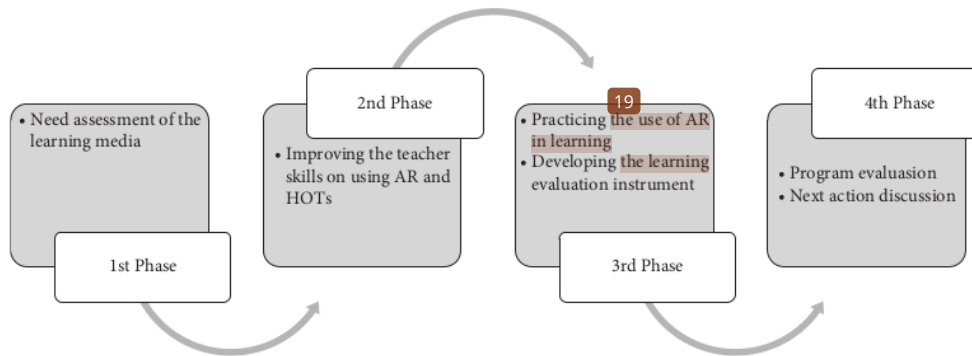 • Need assessment of the
learning media
1st Phase
2nd Phase
• Improving the teacher
skills on using AR and
HOTs
19
• Practicing the use of AR
in learning
• Developing the learning
evaluation instrument
3rd Phase
4th Phase
• Program evaluasion
• Next action discussion